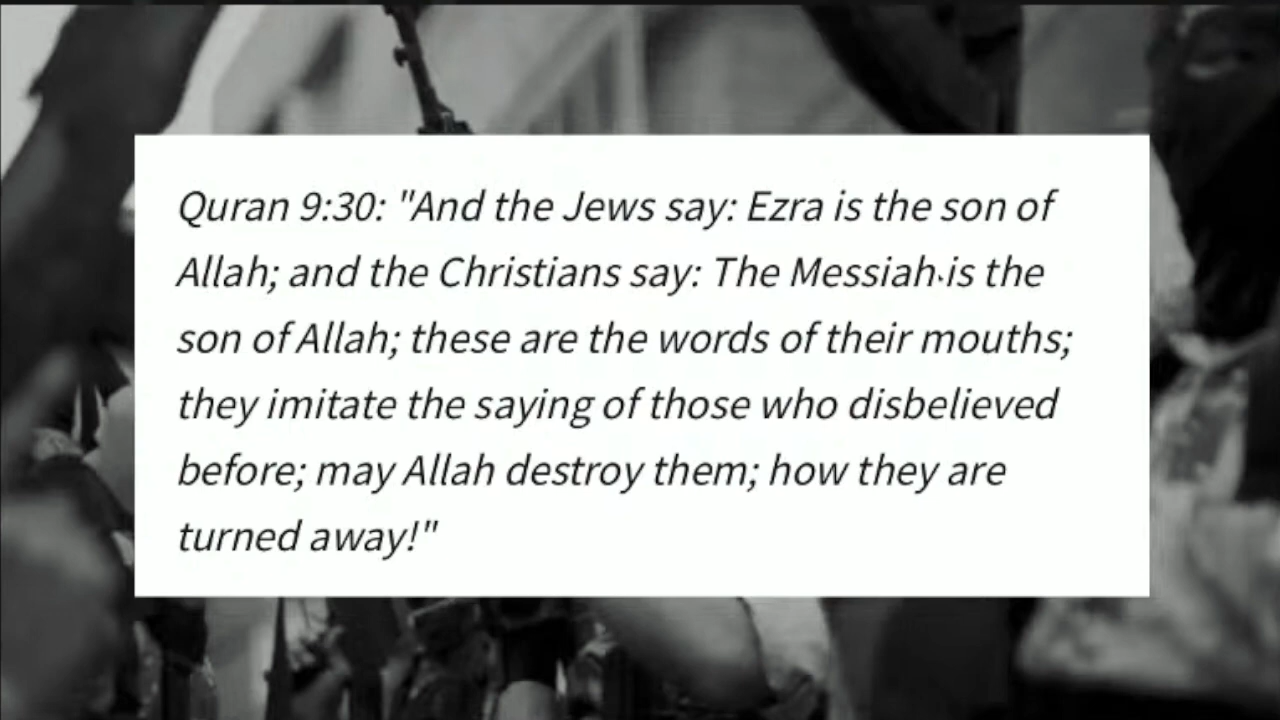 Quran 9:30: "And the Jews say: Ezra is the son of
Allah; and the Christians say: The Messiah is the
son of Allah; these are the words of their mouths;
they imitate the saying of those who disbelieved
before; may Allah destroy them; how they are
turned away!"